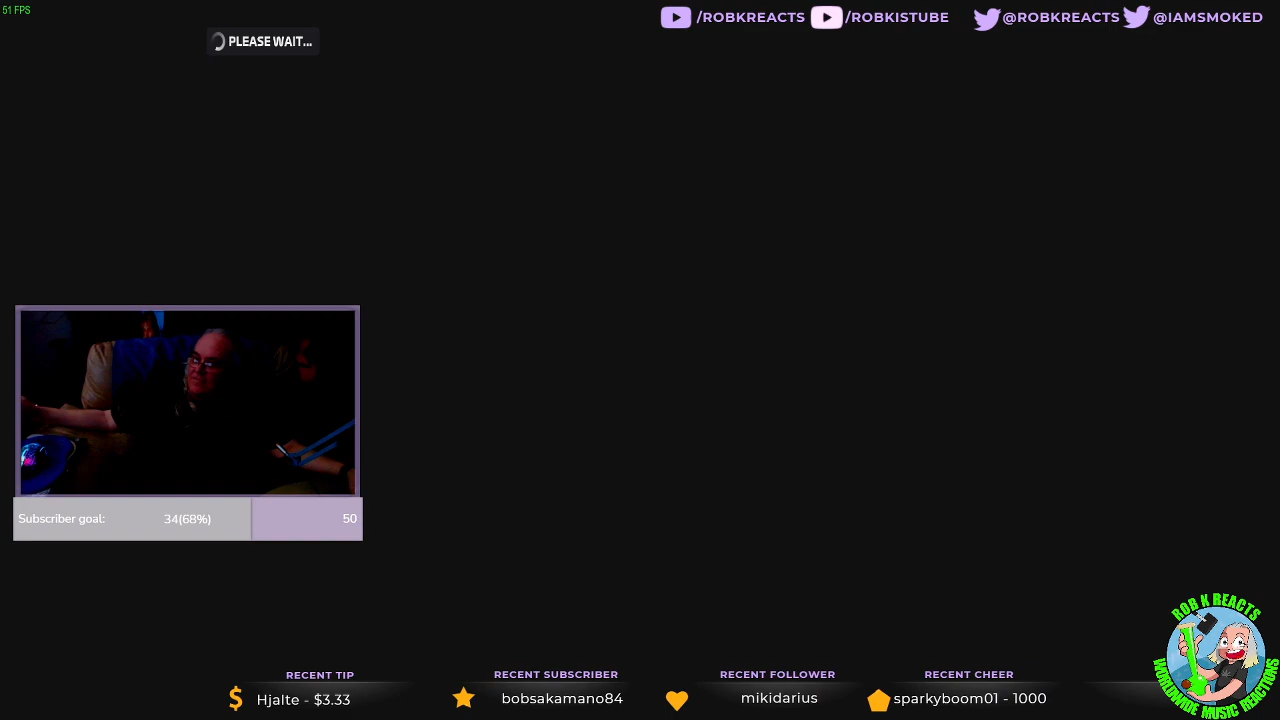 51 FPS
/ROBKREACTS /ROBKISTUBE @ROBKREACTS @IAMSMOKED
PLEASE WAIT...
Subscriber goal: 34(68%) 50
ROB K REACTS
WORLDWIDE MUSIC REACTIONS
RECENT TIP RECENT SUBSCRIBER RECENT FOLLOWER RECENT CHEER
$ Hjalte - $3.33 bobsakamano84 mikidarius sparkyboom01 - 1000